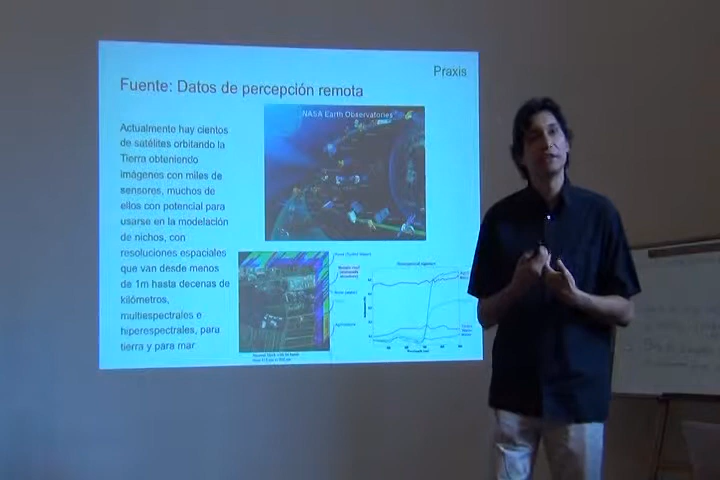 Praxis
Fuente: Datos de percepción remota
NASA Earth Observatories
Actualmente hay cientos
de satélites orbitando la
Tierra obteniendo
imágenes con miles de
sensores, muchos de
ellos con potencial para
usarse en la modelación
de nichos, con
resoluciones espaciales
que van desde menos
de 1m hasta decenas de
kilómetros,
multiespectrales e
hiperespectrales, para
tierra y para mar